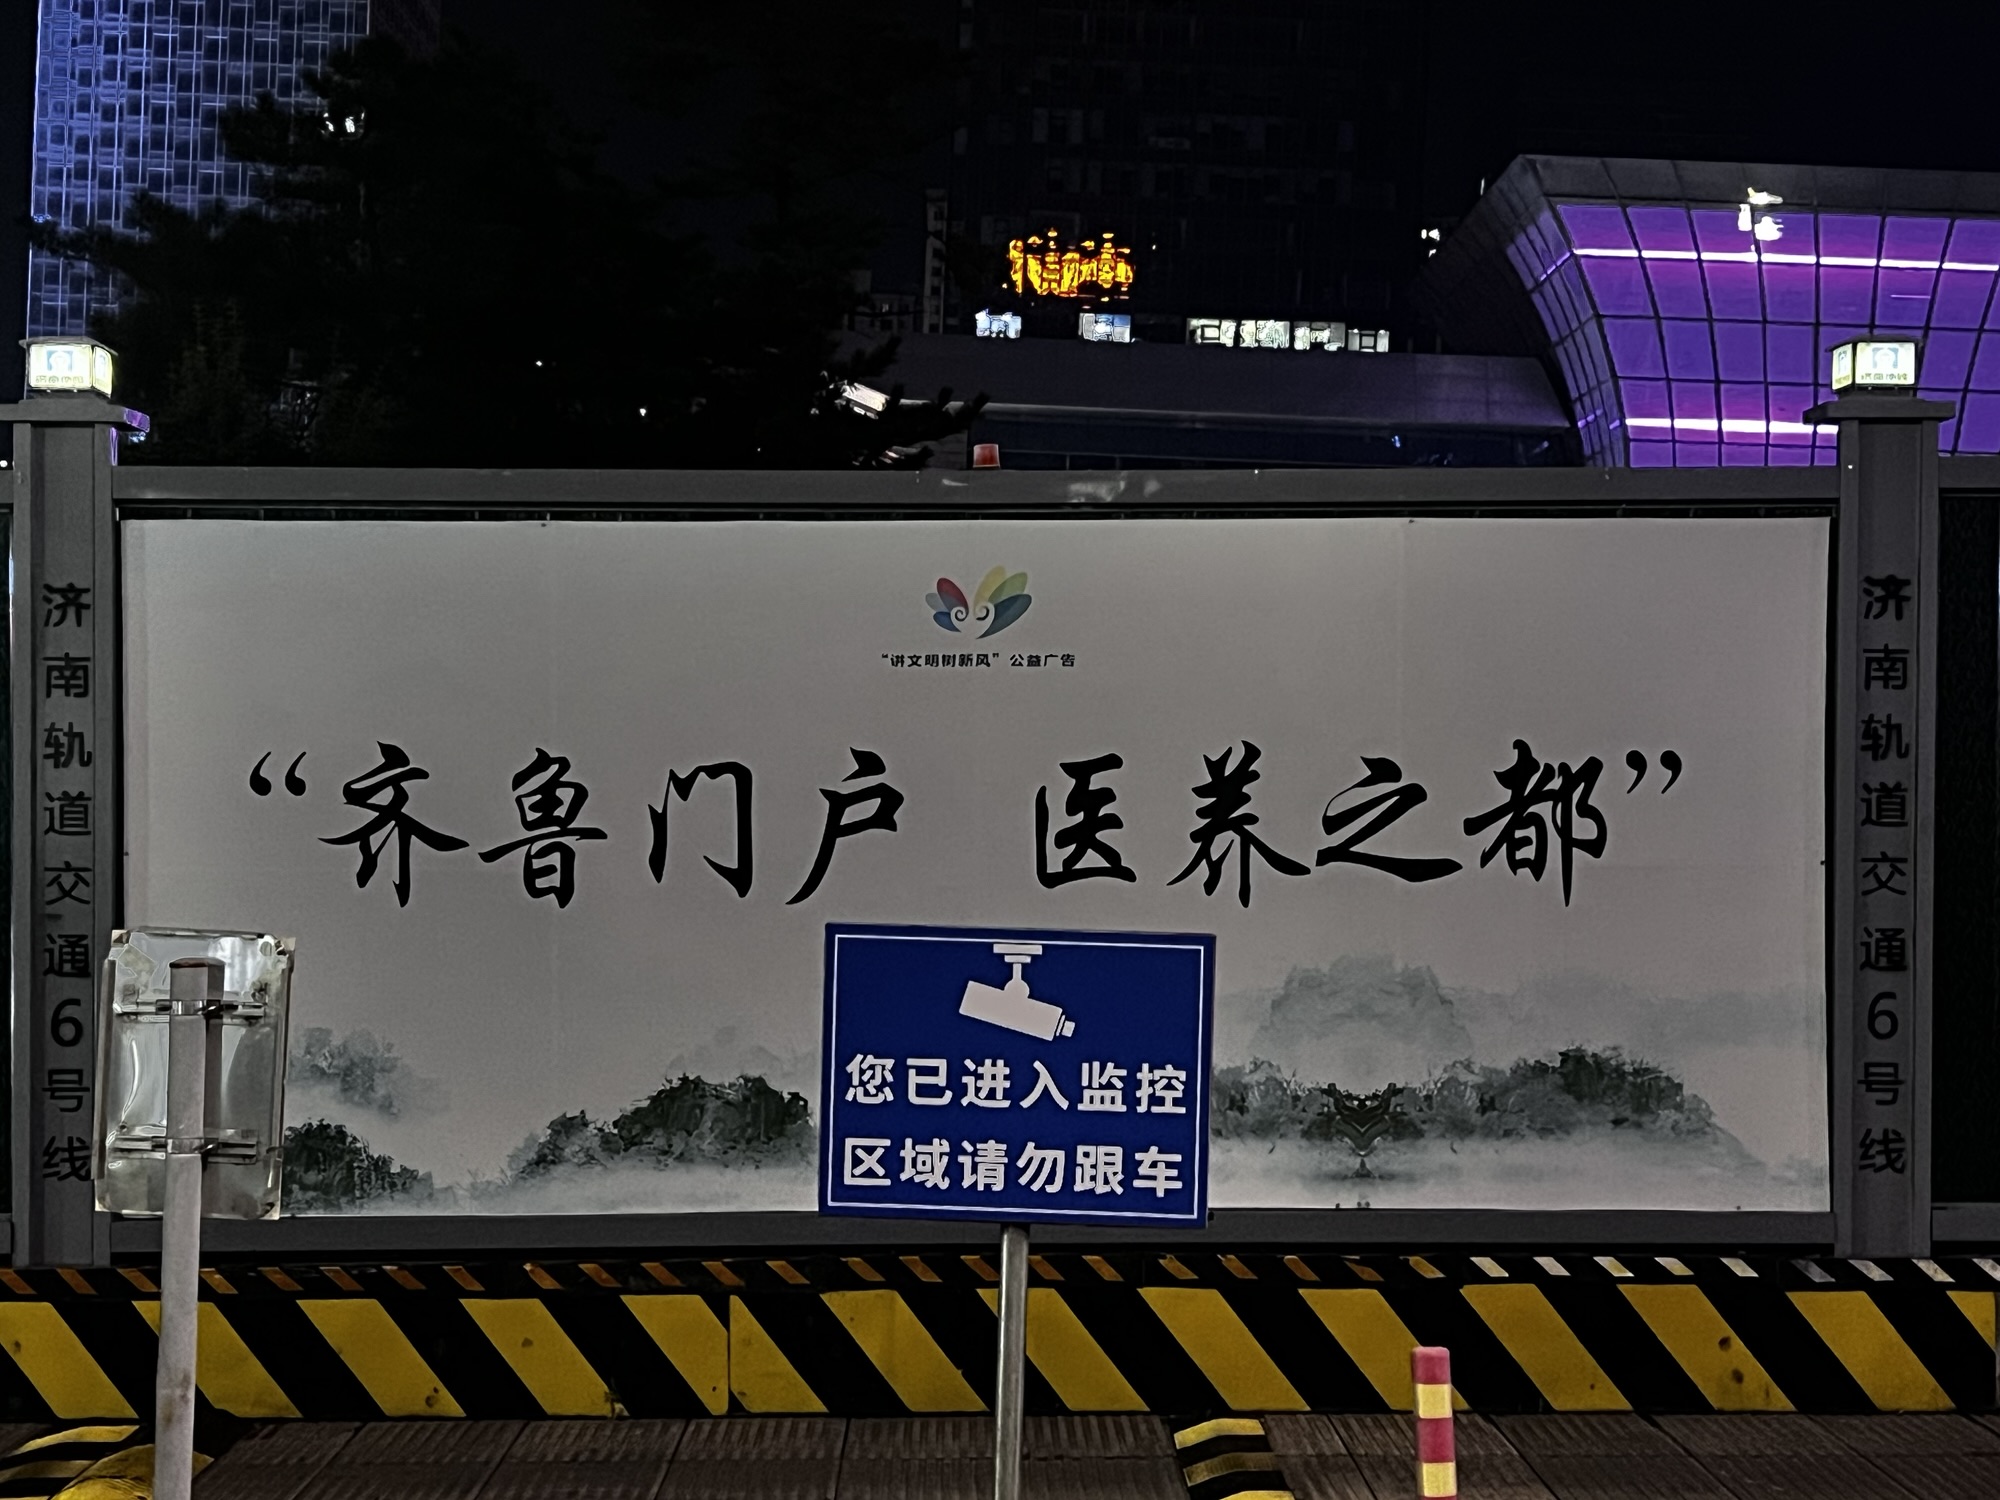 济南轨道交通6号线
“讲文明树新风”公益广告
“齐鲁门户 医养之都”
您已进入监控
区域请勿跟车
济南轨道交通6号线